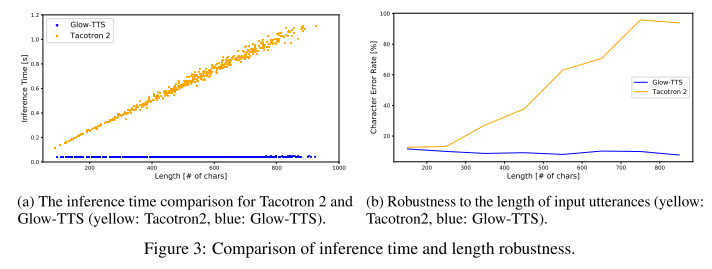 1.2
1.0
0.8
0.6
0.4
0.2
0.0
Inference Time [s]
Glow-TTS
Tacotron 2
200
400
600
800
1000
Length [# of chars]
100
80
60
40
20
Character Error Rate [%]
Glow-TTS
Tacotron 2
200
300
400
500
600
700
800
Length [# of chars]
(a) The inference time comparison for Tacotron 2 and
Glow-TTS (yellow: Tacotron2, blue: Glow-TTS).
(b) Robustness to the length of input utterances (yellow:
Tacotron2, blue: Glow-TTS).
Figure 3: Comparison of inference time and length robustness.